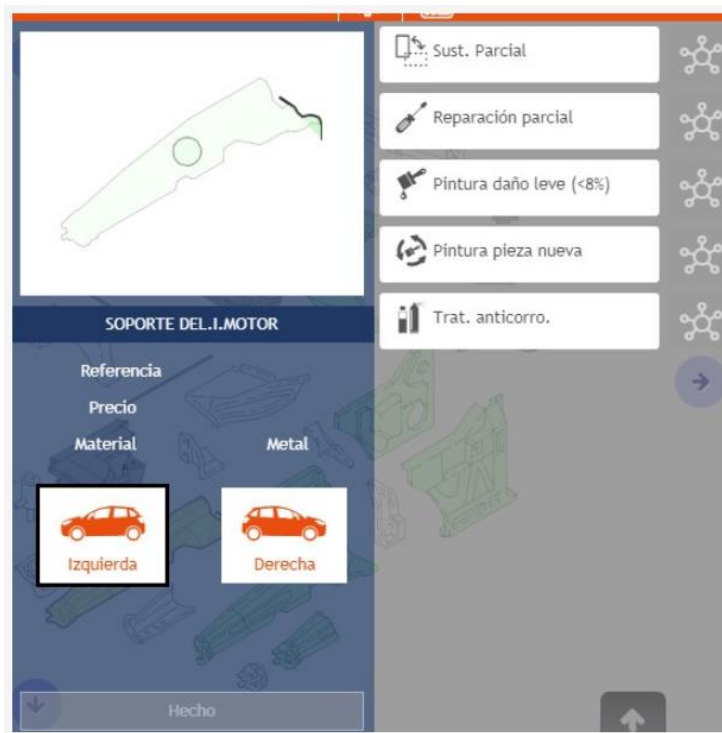 SOPORTE DEL.I.MOTOR
Referencia
Precio
Material Metal
Izquierda Derecha
Hecho
Sust. Parcial
Reparación parcial
Pintura daño leve (<8%)
Pintura pieza nueva
Trat. anticorro.